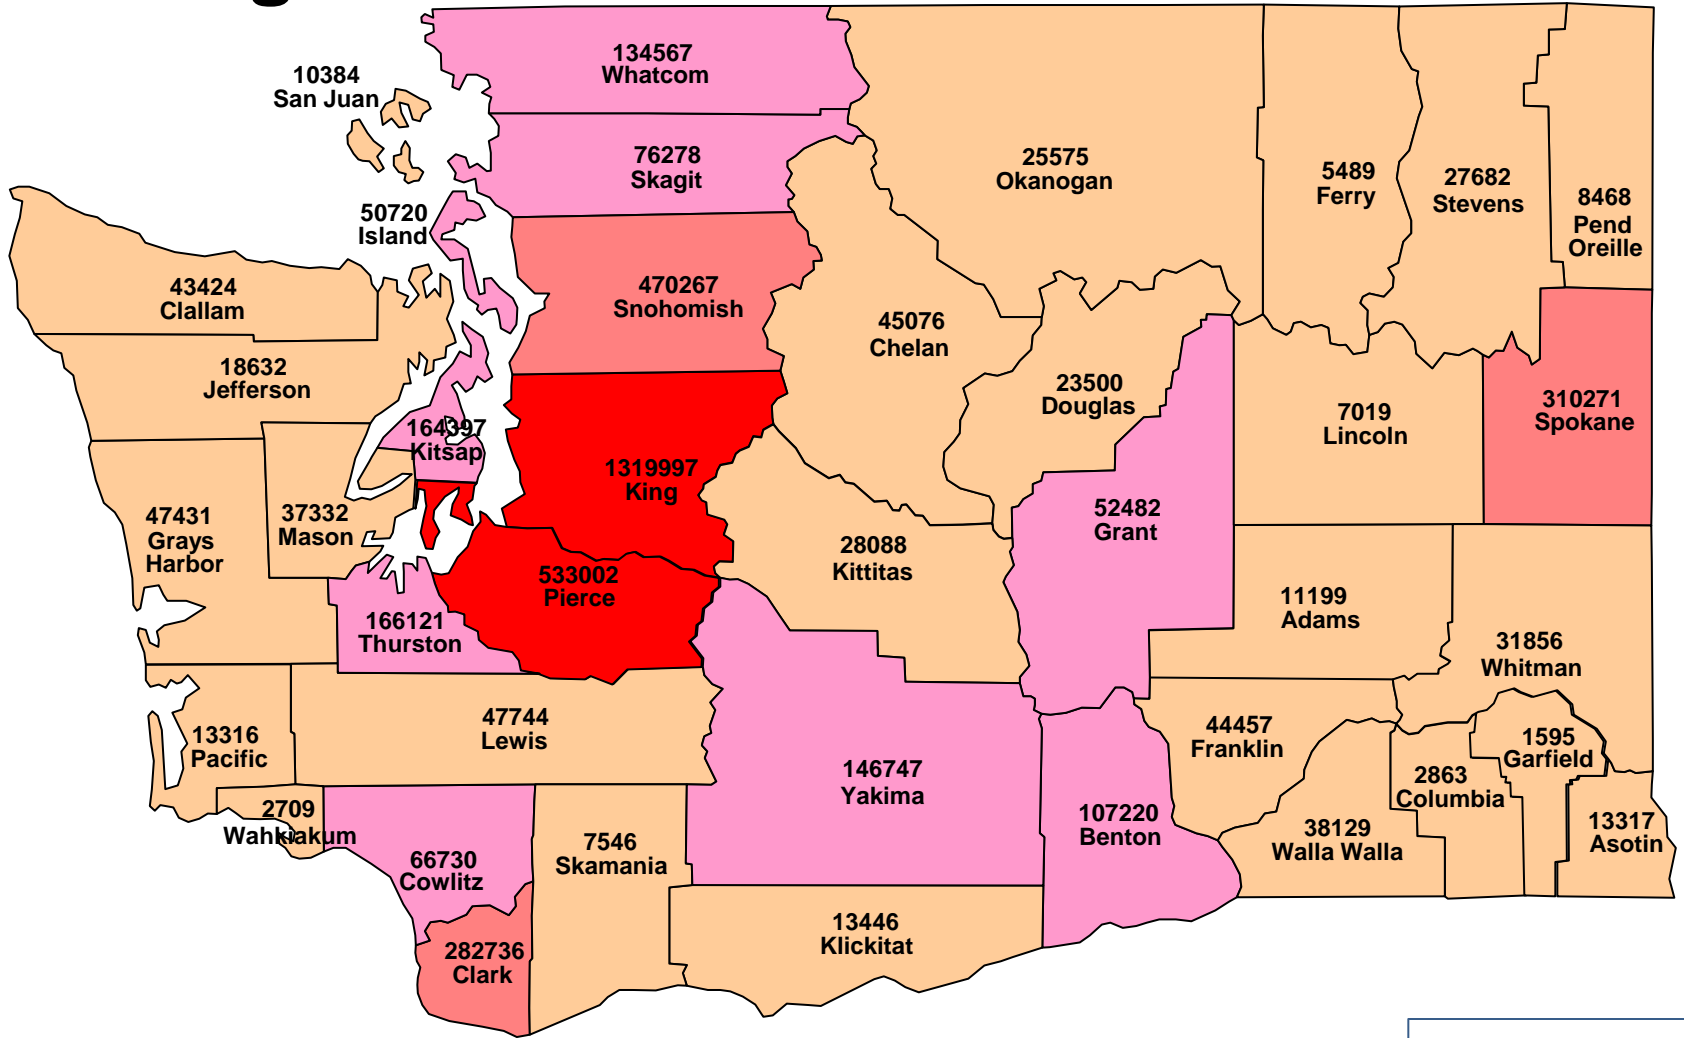 134567
Whatcom
10384
San Juan
76278
Skagit
25575
Okanogan
5489
Ferry
27682
Stevens
8468
Pend
Oreille
50720
Island
43424
Clallam
470267
Snohomish
45076
Chelan
18632
Jefferson
23500
Douglas
7019
Lincoln
310271
Spokane
164397
Kitsap
1319997
King
47431
Grays
Harbor
37332
Mason
52482
Grant
28088
Kittitas
533002
Pierce
11199
Adams
166121
Thurston
31856
Whitman
47744
Lewis
13316
Pacific
44457
Franklin
1595
Garfield
2863
Columbia
146747
Yakima
107220
Benton
2709
Wahkiakum
38129
Walla Walla
13317
Asotin
66730
Cowlitz
7546
Skamania
13446
Klickitat
282736
Clark